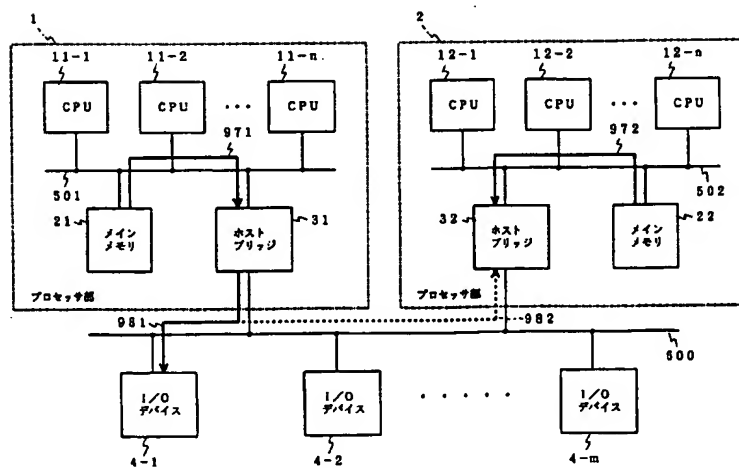 1
2
11-1
11-2
11-n
12-1
12-2
12-n
CPU
CPU
...
CPU
CPU
CPU
...
CPU
971
972
501
502
21
メイン
メモリ
ホスト
ブリッジ
31
32
ホスト
ブリッジ
メイン
メモリ
22
プロセッサ部
プロセッサ部
981
982
600
I/O
デバイス
I/O
デバイス
......
I/O
デバイス
4-1
4-2
4-m